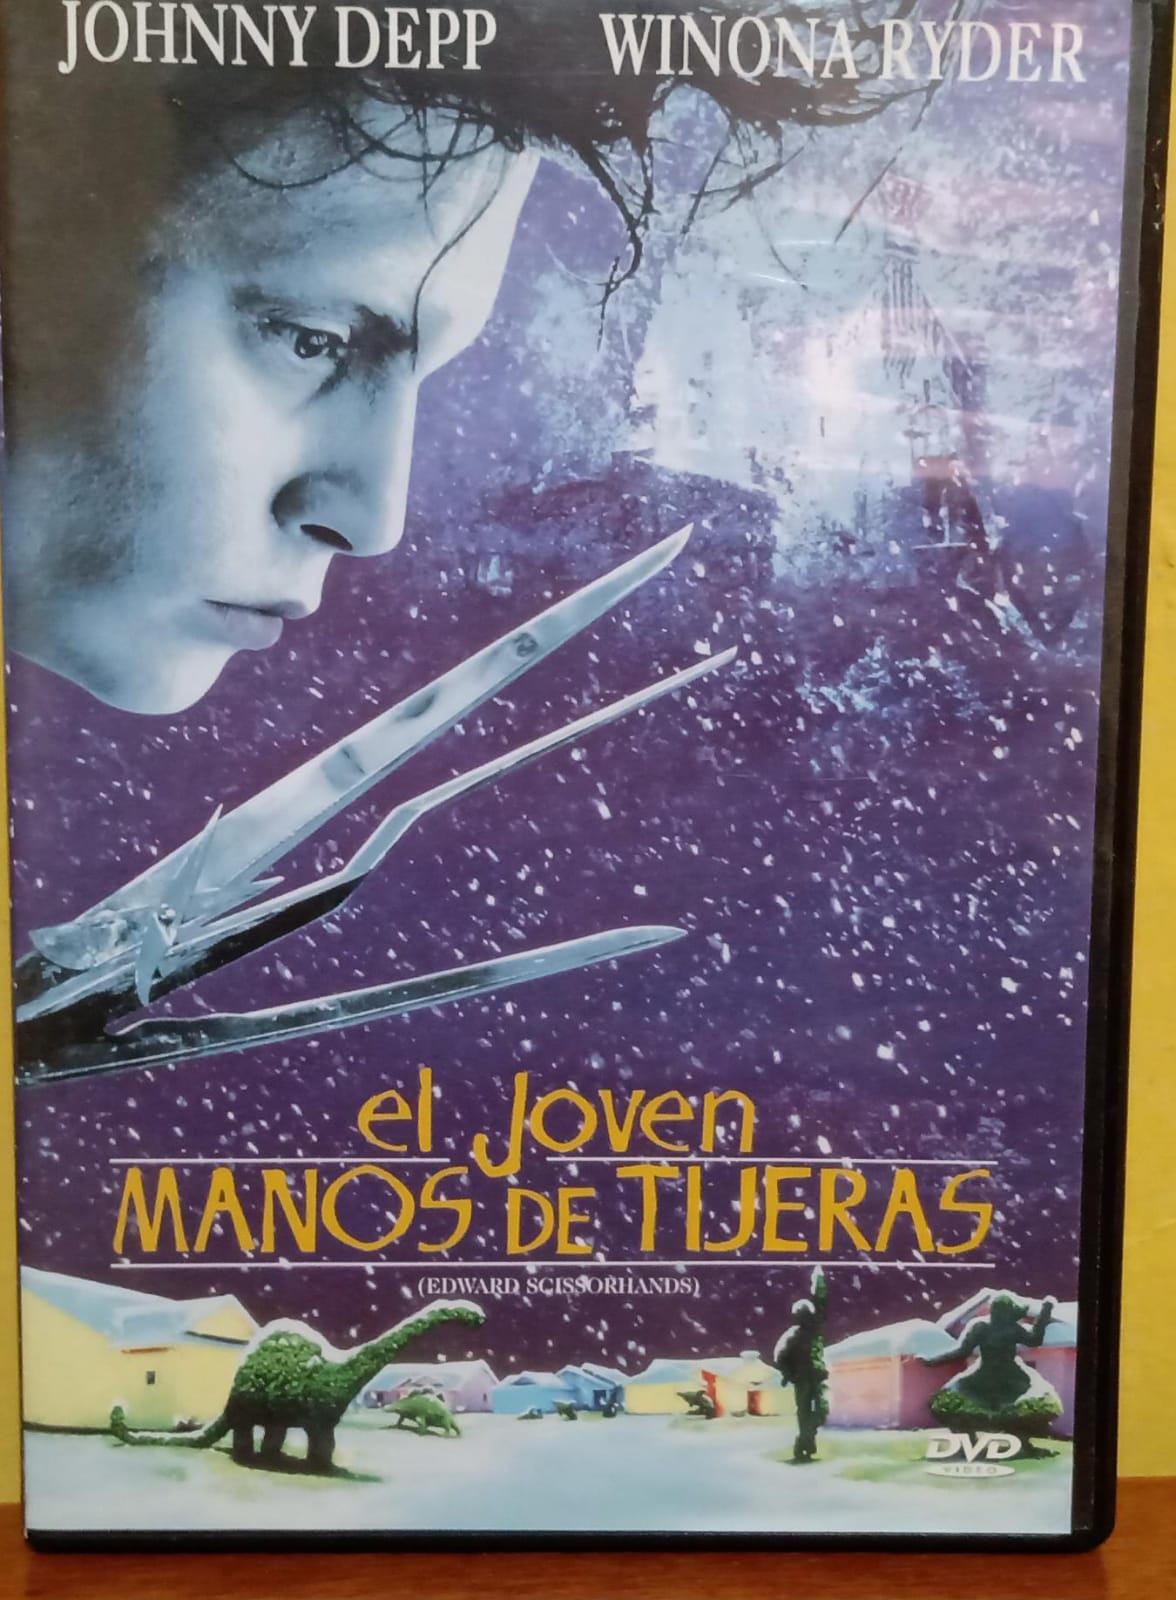 JOHNNY DEPP WINONA RYDER
el Joven
MANOS DE TIJERAS
(EDWARD SCISSORHANDS)
DVD
VIDEO